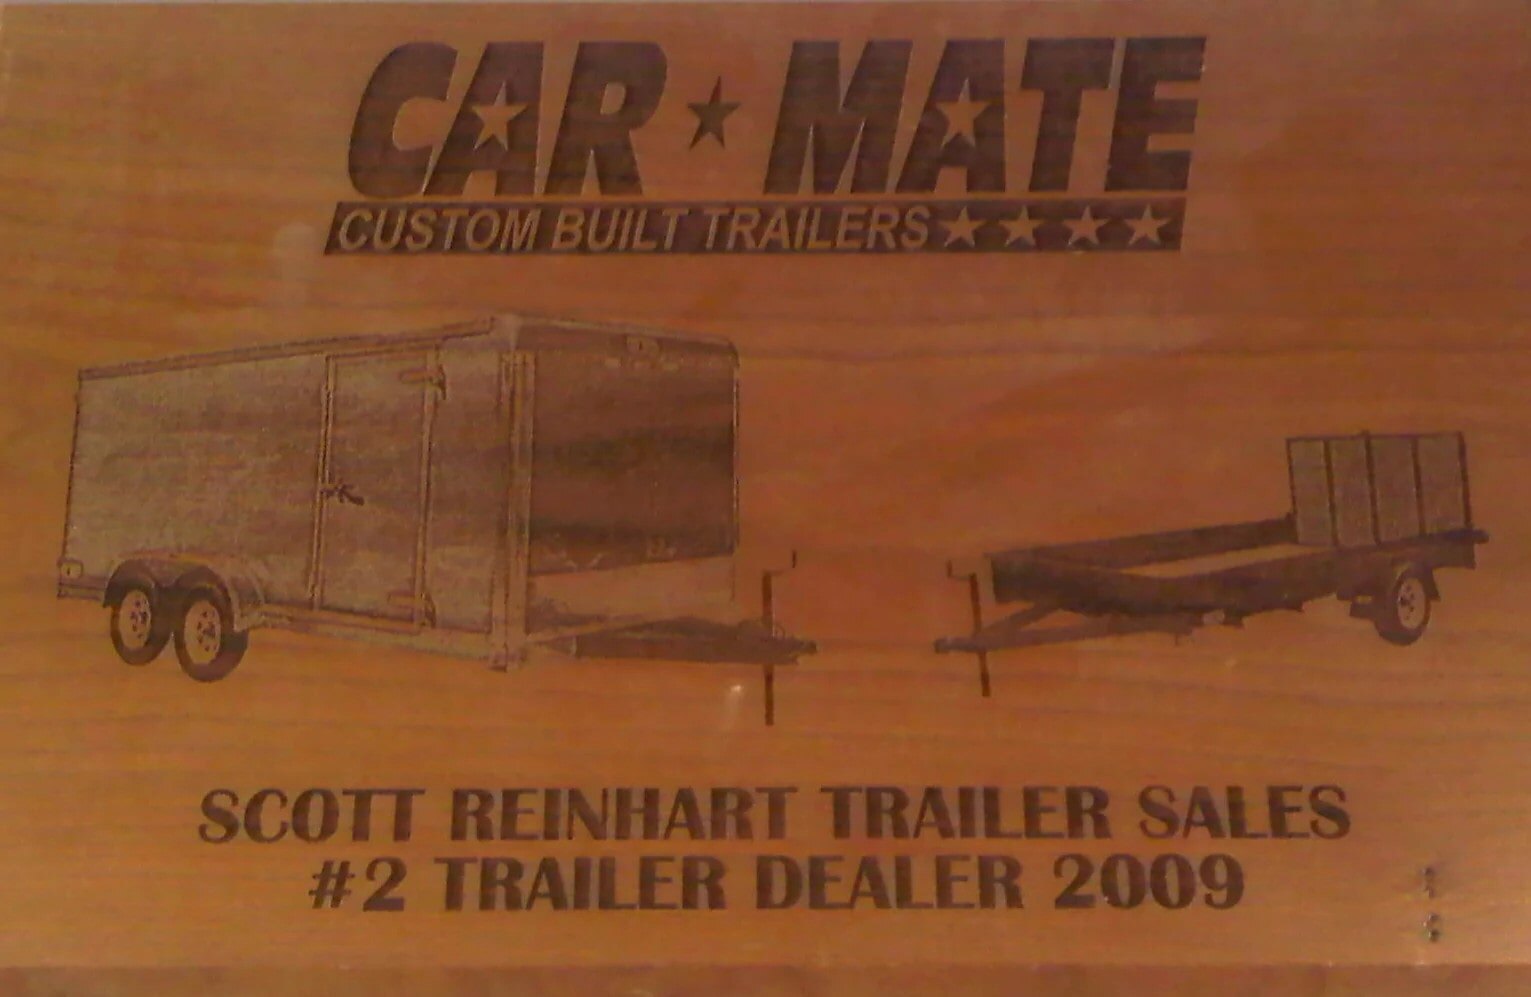 CAR★MATE
CUSTOM BUILT TRAILERS★★★★
SCOTT REINHART TRAILER SALES
#2 TRAILER DEALER 2009